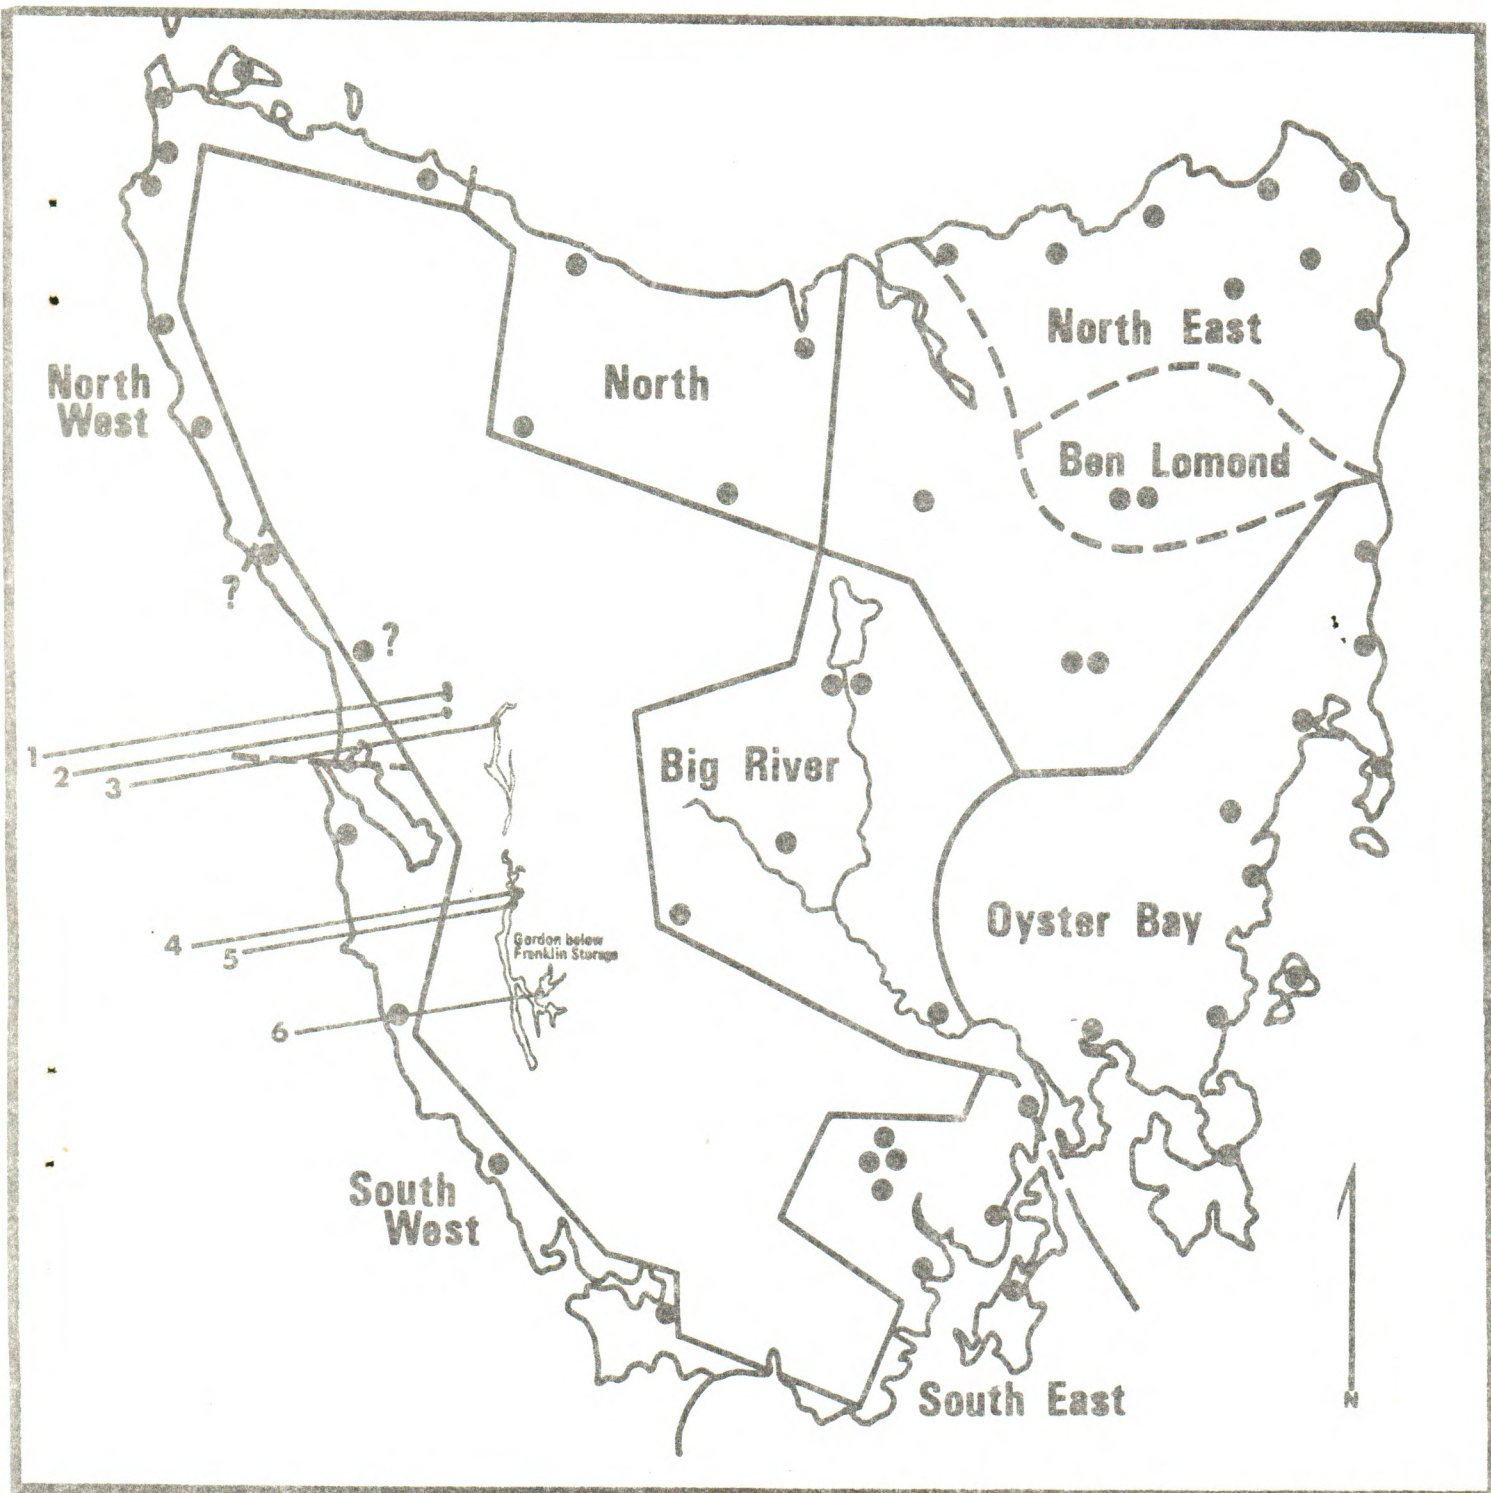 North East
North
West
North
Ben Lomond
?
?
1
2
3
Big River
4
5
Oyster Bay
Gordon below
Franklin Storage
6
South
West
South East
N